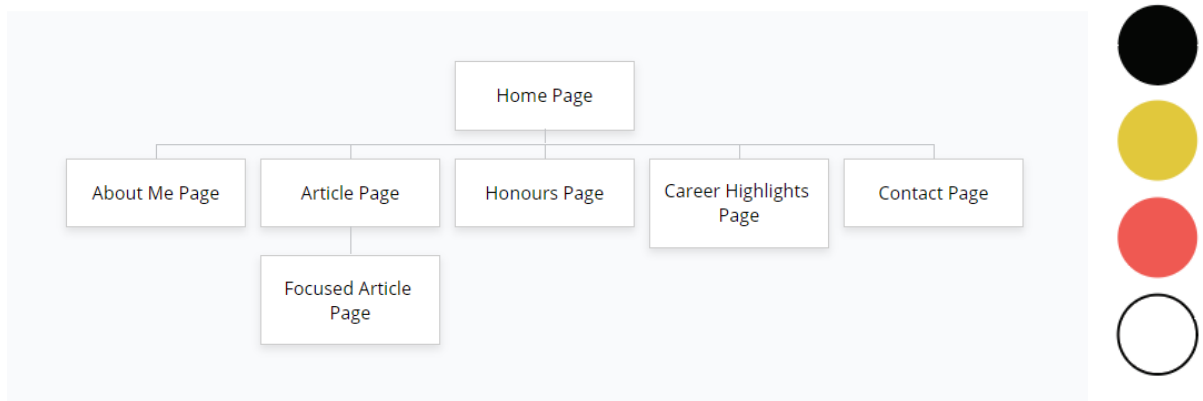 Home Page
About Me Page
Article Page
Honours Page
Career Highlights
Page
Contact Page
Focused Article
Page